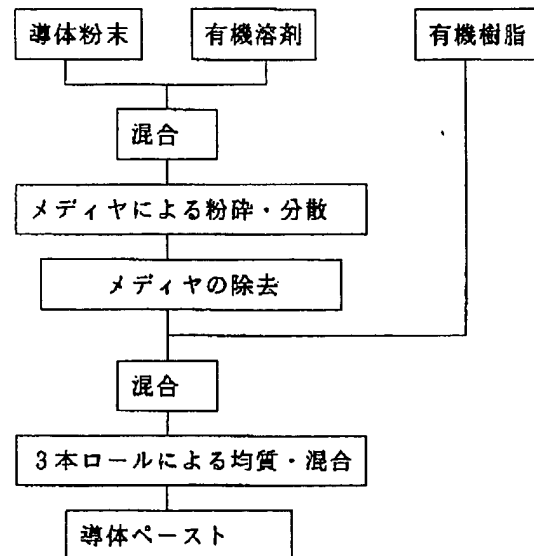 導体粉末
有機溶剤
有機樹脂
混合
メディヤによる粉砕・分散
メディヤの除去
混合
3本ロールによる均質・混合
導体ペースト